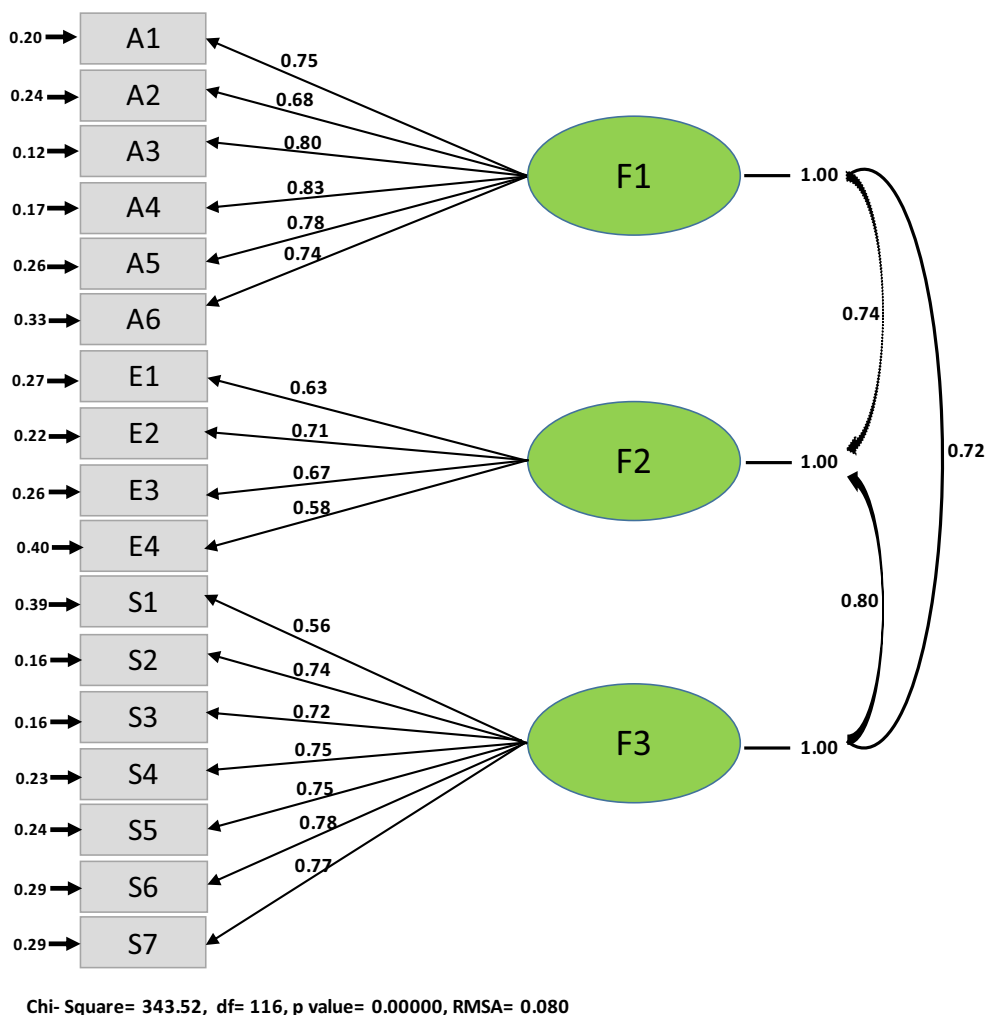 0.20 A1
0.75
0.24 A2
0.68
0.12 A3
0.80
F1 1.00
0.17 A4
0.83
0.78
0.26 A5
0.74
0.33 A6
0.74
0.27 E1
0.63
0.22 E2
0.71
0.72
F2 1.00
0.67
0.26 E3
0.58
0.40 E4
0.39 S1
0.80
0.56
0.16 S2
0.74
0.16 S3
0.72
F3 1.00
0.75
0.23 S4
0.75
0.24 S5
0.78
0.77
0.29 S6
0.29 S7
Chi- Square= 343.52, df= 116, p value= 0.00000, RMSA= 0.080